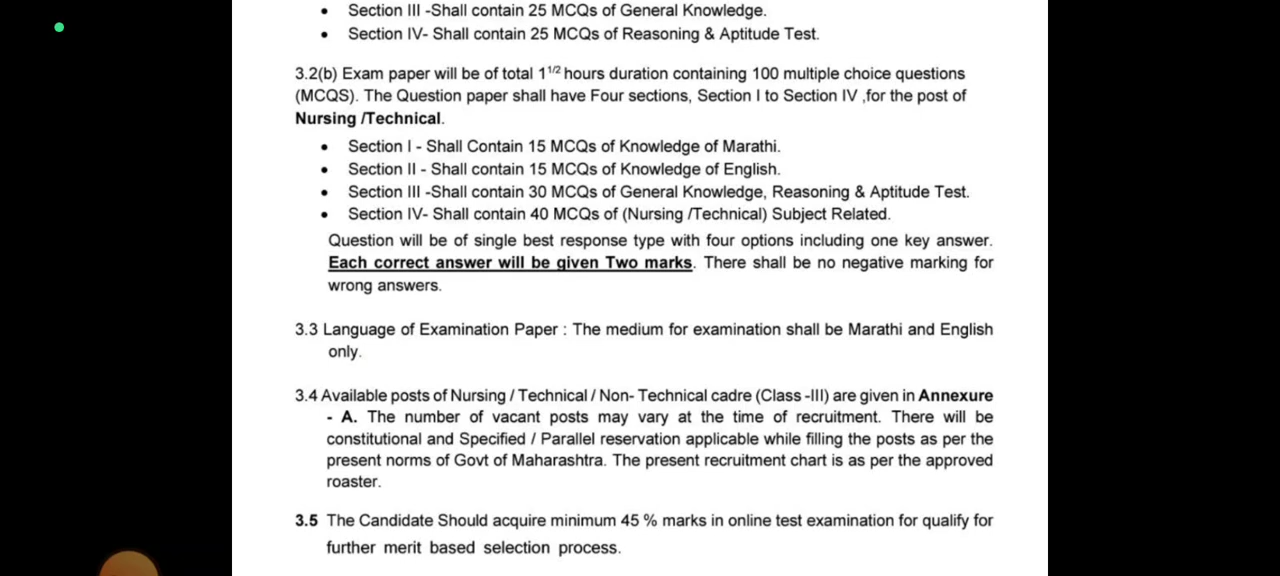 • Section III -Shall contain 25 MCQs of General Knowledge.
• Section IV- Shall contain 25 MCQs of Reasoning & Aptitude Test.
3.2(b) Exam paper will be of total 1 1/2 hours duration containing 100 multiple choice questions
(MCQS). The Question paper shall have Four sections, Section I to Section IV ,for the post of
Nursing /Technical.
• Section I - Shall Contain 15 MCQs of Knowledge of Marathi.
• Section II - Shall contain 15 MCQs of Knowledge of English.
• Section III -Shall contain 30 MCQs of General Knowledge, Reasoning & Aptitude Test.
• Section IV- Shall contain 40 MCQs of (Nursing /Technical) Subject Related.
Question will be of single best response type with four options including one key answer.
Each correct answer will be given Two marks. There shall be no negative marking for
wrong answers.
3.3 Language of Examination Paper : The medium for examination shall be Marathi and English
only.
3.4 Available posts of Nursing / Technical / Non- Technical cadre (Class -III) are given in Annexure
- A. The number of vacant posts may vary at the time of recruitment. There will be
constitutional and Specified / Parallel reservation applicable while filling the posts as per the
present norms of Govt of Maharashtra. The present recruitment chart is as per the approved
roaster.
3.5 The Candidate Should acquire minimum 45 % marks in online test examination for qualify for
further merit based selection process.